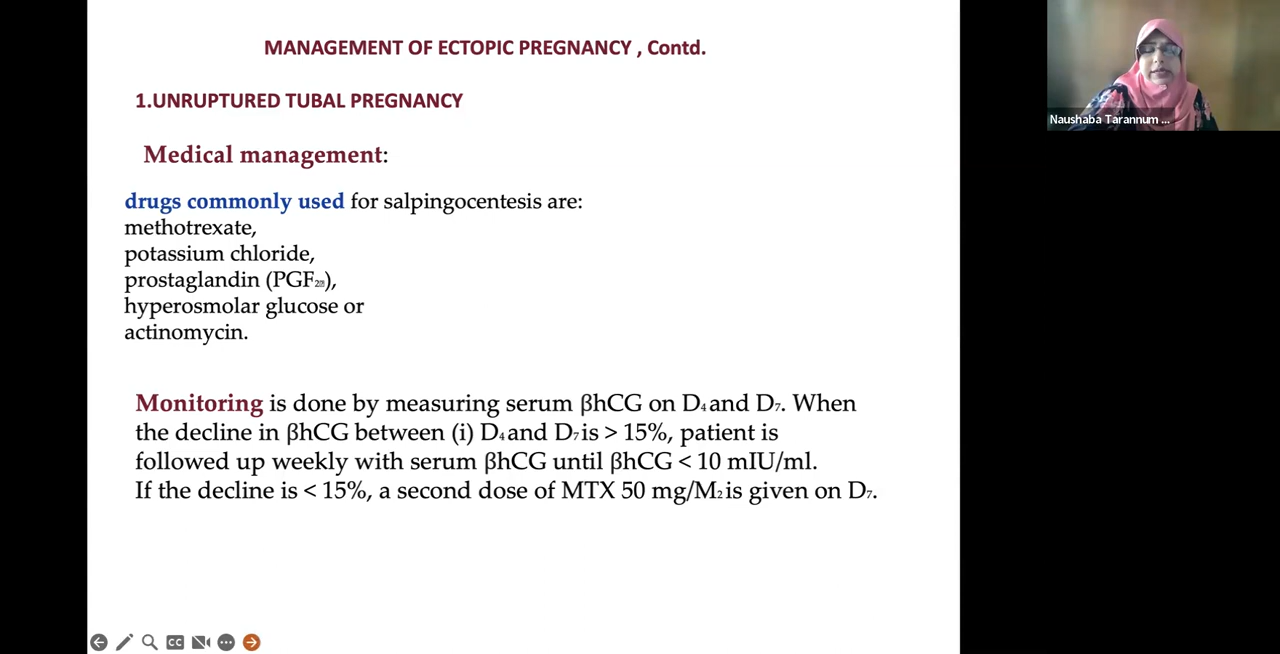 MANAGEMENT OF ECTOPIC PREGNANCY , Contd.
1.UNRUPTURED TUBAL PREGNANCY
Medical management:
drugs commonly used for salpingocentesis are:
methotrexate,
potassium chloride,
prostaglandin (PGF₂),
hyperosmolar glucose or
actinomycin.
Monitoring is done by measuring serum βhCG on D₄ and D₇. When
the decline in βhCG between (i) D₄ and D₇ is > 15%, patient is
followed up weekly with serum βhCG until βhCG < 10 mIU/ml.
If the decline is < 15%, a second dose of MTX 50 mg/M₂ is given on D₇.
Naushaba Tarannum ...
CC